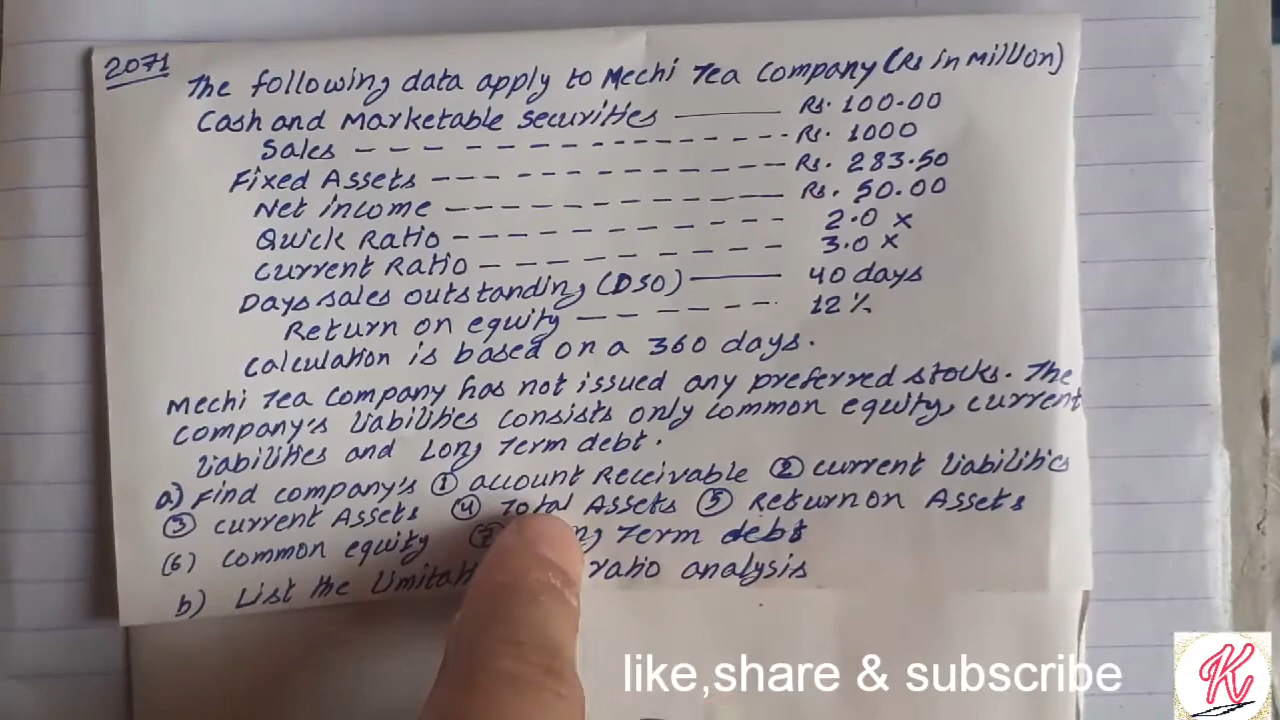 2071
The following data apply to Mechi Tea Company (Rs in Million)
Cash and Marketable Securities Rs. 100.00
Sales Rs. 1000
Fixed Assets Rs. 283.50
Net income Rs. 50.00
Quick Ratio 2.0 x
Current Ratio 3.0 x
Days sales outstanding (DSO) 40 days
Return on equity 12%
Calculation is based on a 360 days.
Mechi Tea Company has not issued any preferred stocks. The
Company's liabilities consists only common equity, current
liabilities and Long Term debt.
a) Find company's ① account Receivable ② current liabilities
③ current Assets ④ Total Assets ⑤ Return on Assets
(6) common equity Term debt
b) List the ratio analysis
like,share & subscribe
K